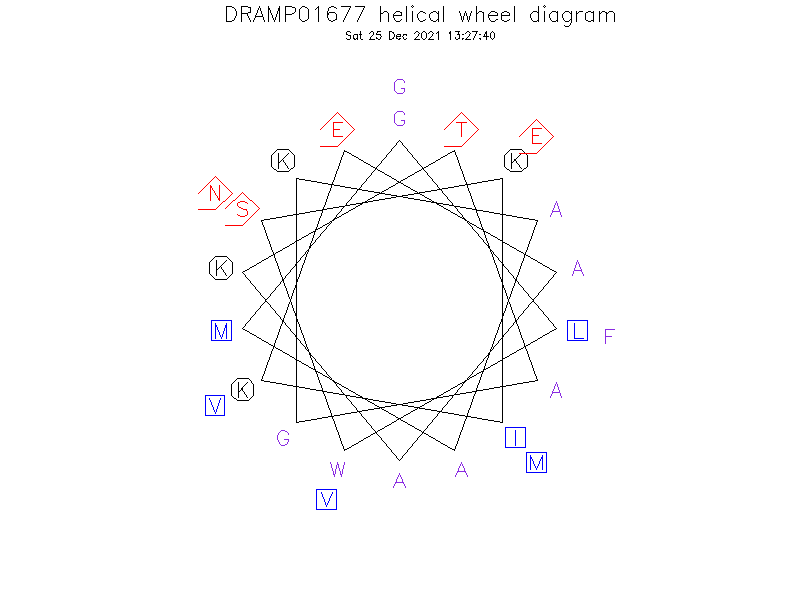 DRAMP01677 helical wheel diagram
Sat 25 Dec 2021 13:27:40
G
G
E T E
K K
N S A
K A
M L F
K A
V
G I
M
W A A
V